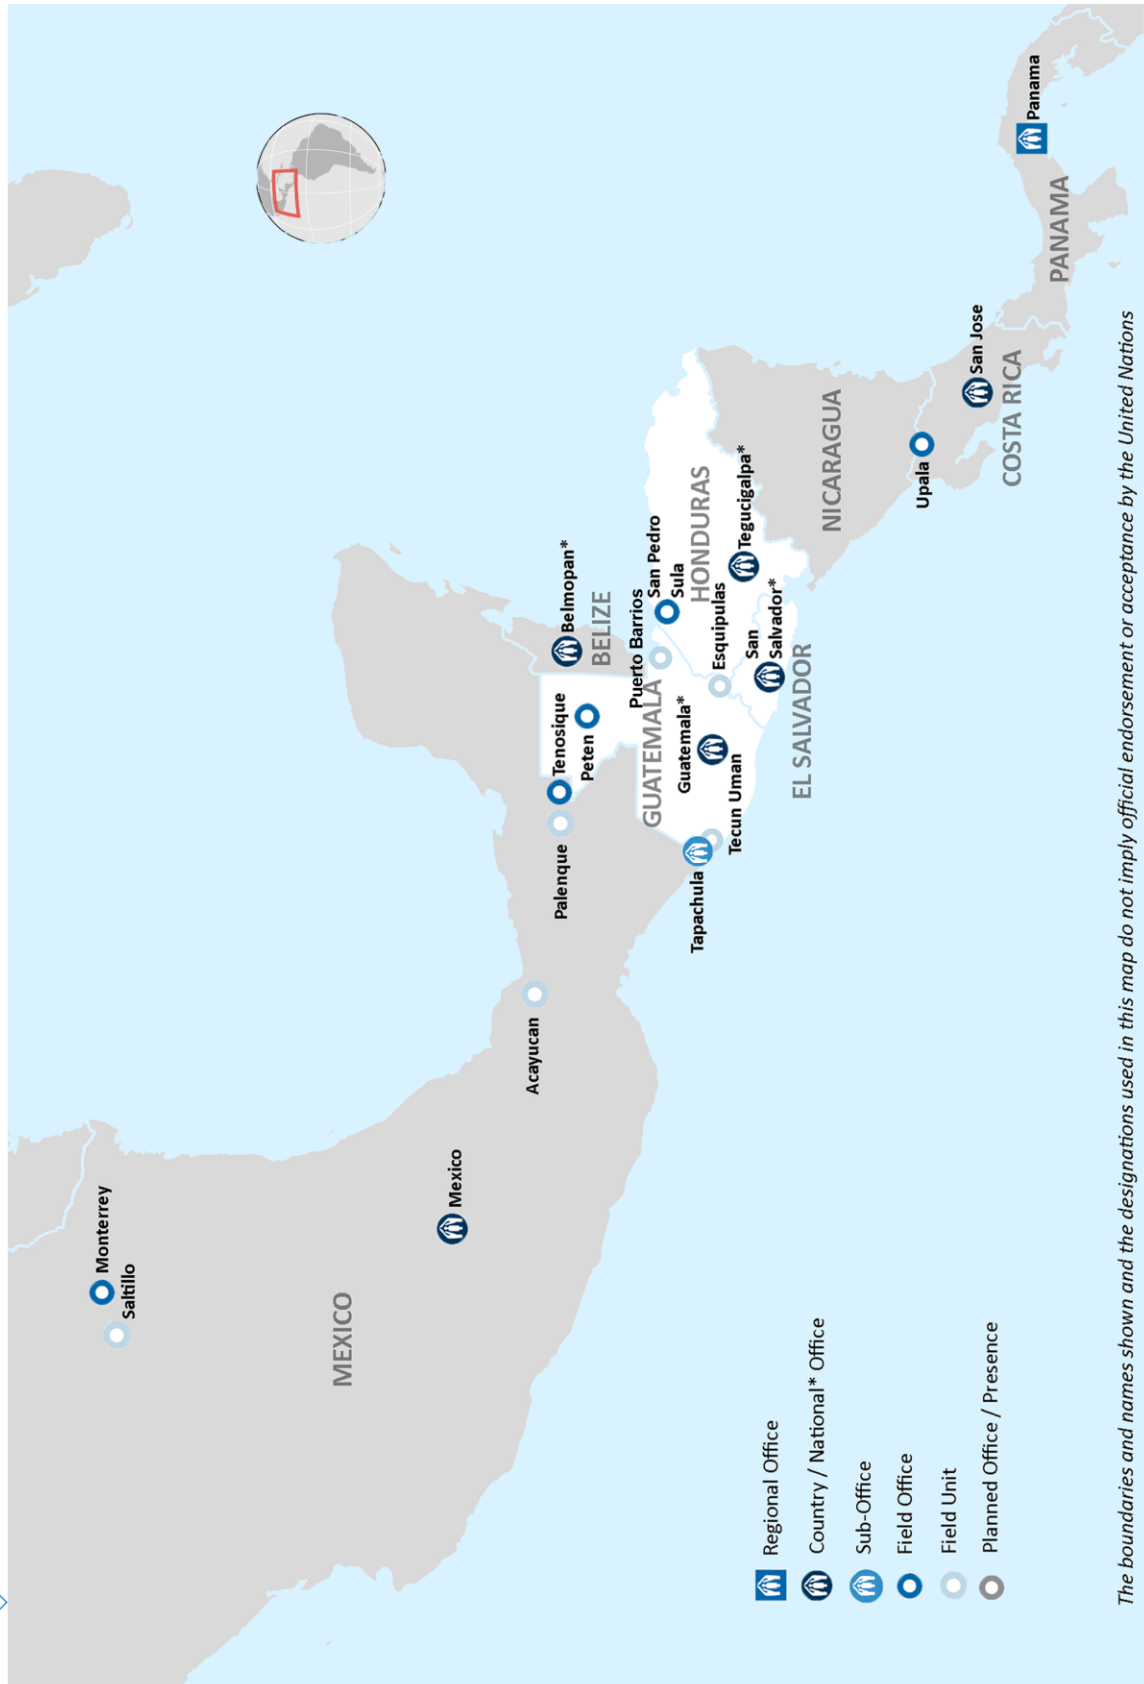 Monterrey
Saltillo
MEXICO
Mexico
Acayucan
Palenque
Tenosique
Peten
Belmopan*
BELIZE
Puerto Barrios
San Pedro
Sula
GUATEMALA
HONDURAS
Guatemala*
Esquipulas
Tegucigalpa*
Tapachula
Tecun Uman
San
Salvador*
EL SALVADOR
NICARAGUA
Upala
San Jose
COSTA RICA
Panama
PANAMA
Regional Office
Country / National* Office
Sub-Office
Field Office
Field Unit
Planned Office / Presence
The boundaries and names shown and the designations used in this map do not imply official endorsement or acceptance by the United Nations